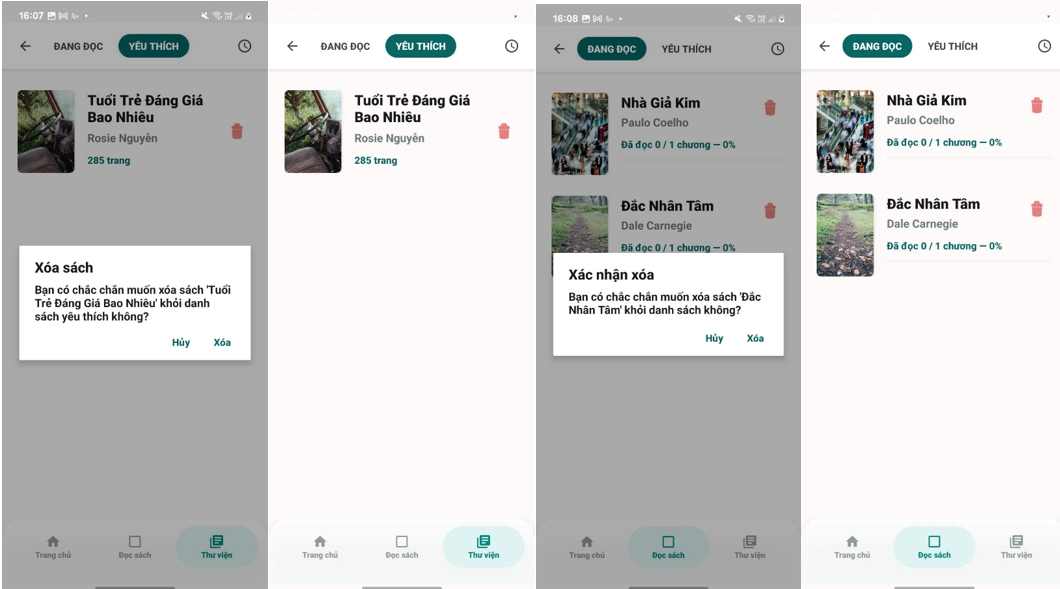 16:07
ĐANG ĐỌC
YÊU THÍCH
Tuổi Trẻ Đáng Giá
Bao Nhiêu
Rosie Nguyễn
285 trang
Xóa sách
Bạn có chắc chắn muốn xóa sách 'Tuổi
Trẻ Đáng Giá Bao Nhiêu' khỏi danh
sách yêu thích không?
Hủy
Xóa
Trang chủ
Đọc sách
Thư viện
ĐANG ĐỌC
YÊU THÍCH
Tuổi Trẻ Đáng Giá
Bao Nhiêu
Rosie Nguyễn
285 trang
Trang chủ
Đọc sách
Thư viện
16:08
ĐANG ĐỌC
YÊU THÍCH
Nhà Giả Kim
Paulo Coelho
Đã đọc 0 / 1 chương — 0%
Đắc Nhân Tâm
Dale Carnegie
Đã đọc 0 / 1 chương — 0%
Xác nhận xóa
Bạn có chắc chắn muốn xóa sách 'Đắc
Nhân Tâm' khỏi danh sách không?
Hủy
Xóa
Trang chủ
Đọc sách
Thư viện
ĐANG ĐỌC
YÊU THÍCH
Nhà Giả Kim
Paulo Coelho
Đã đọc 0 / 1 chương — 0%
Đắc Nhân Tâm
Dale Carnegie
Đã đọc 0 / 1 chương — 0%
Trang chủ
Đọc sách
Thư viện